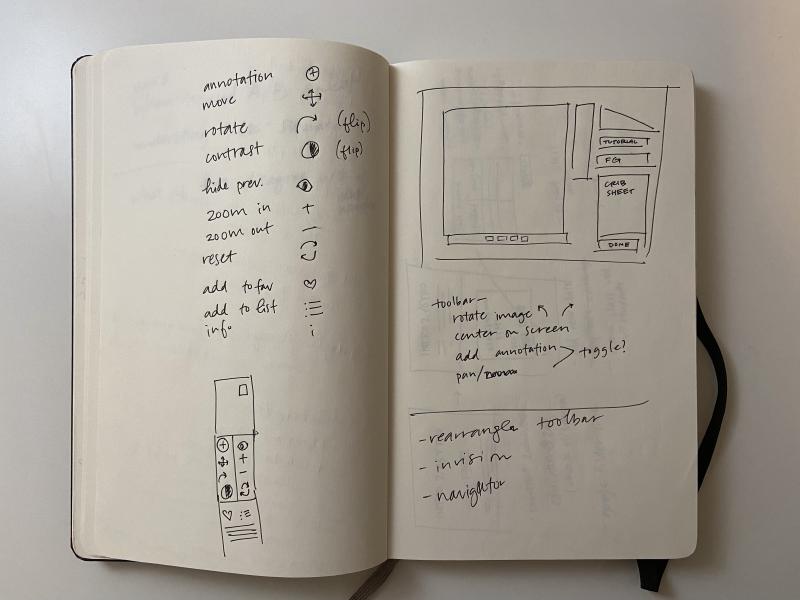 annotation
move
rotate (flip)
contrast (flip)
hide prev.
zoom in +
zoom out -
reset
add to fav
add to list
info i
TUTORIAL
FG
CRIB
SHEET
DONE
toolbar-
rotate image
center on screen
add annotation
toggle?
pan/
- rearrange toolbar
- invision
- navigator